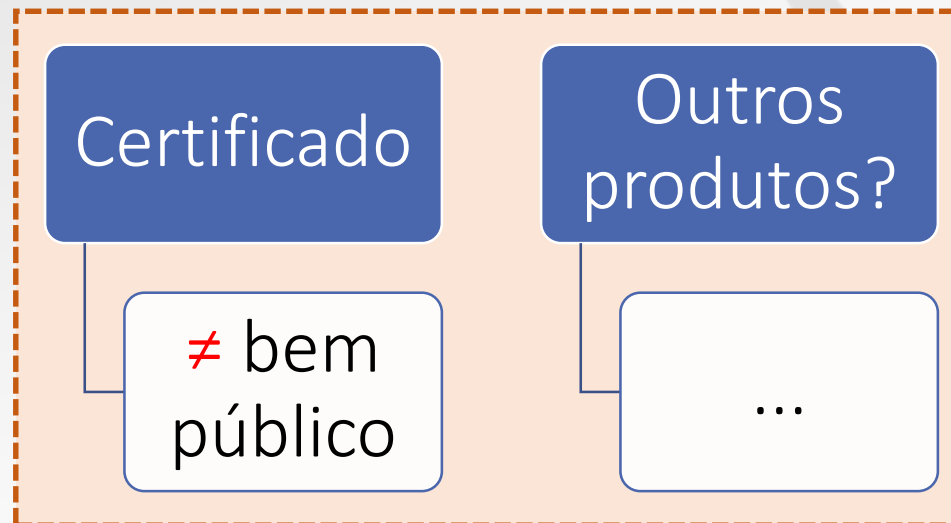 Certificado
≠ bem
público
Outros
produtos?
...